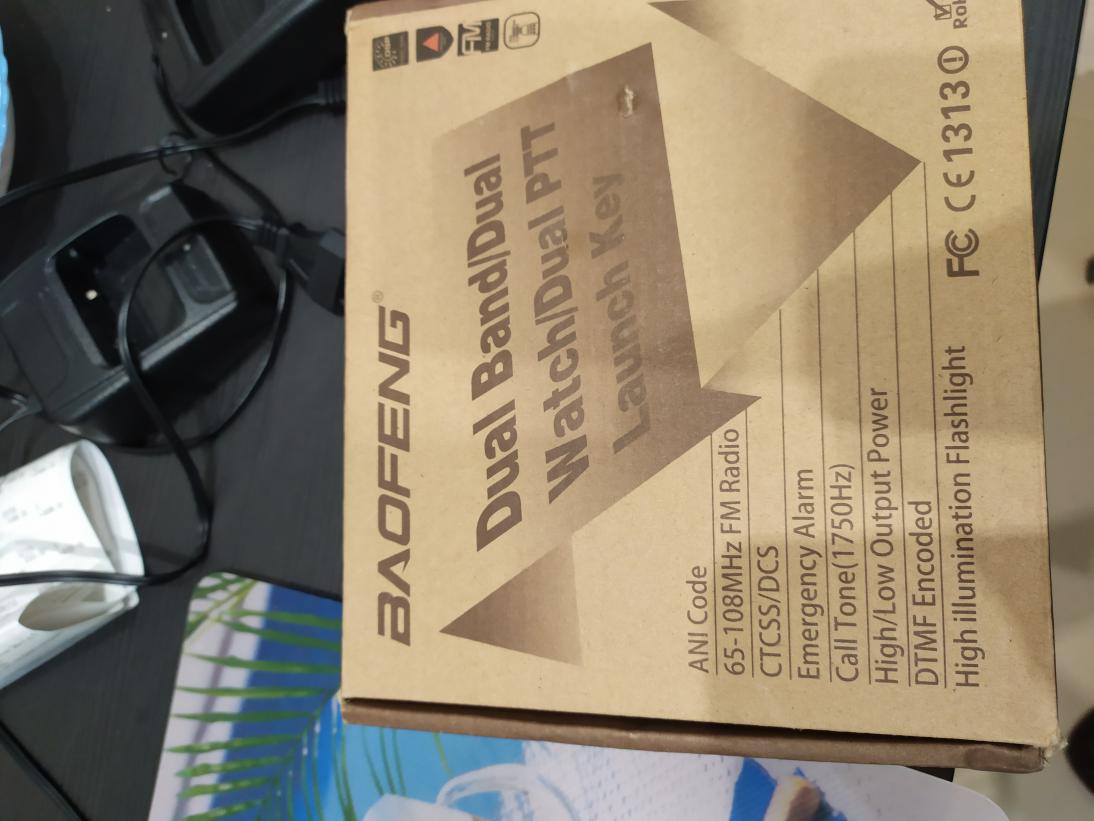 BAOFENG®
Dual Band/Dual
Watch/Dual PTT
Launch Key
ANI Code
65-108MHz FM Radio
CTCSS/DCS
Emergency Alarm
Call Tone(1750Hz)
High/Low Output Power
DTMF Encoded
High illumination Flashlight
FC CE1313
FM